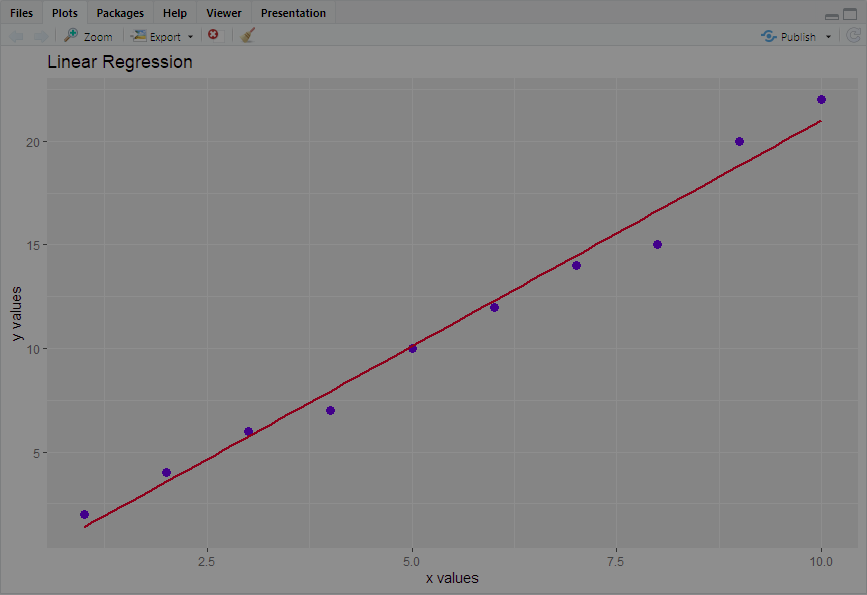 Files Plots Packages Help Viewer Presentation
Zoom Export Publish
Linear Regression
20
15
10
5
y values
2.5 5.0 7.5 10.0
x values